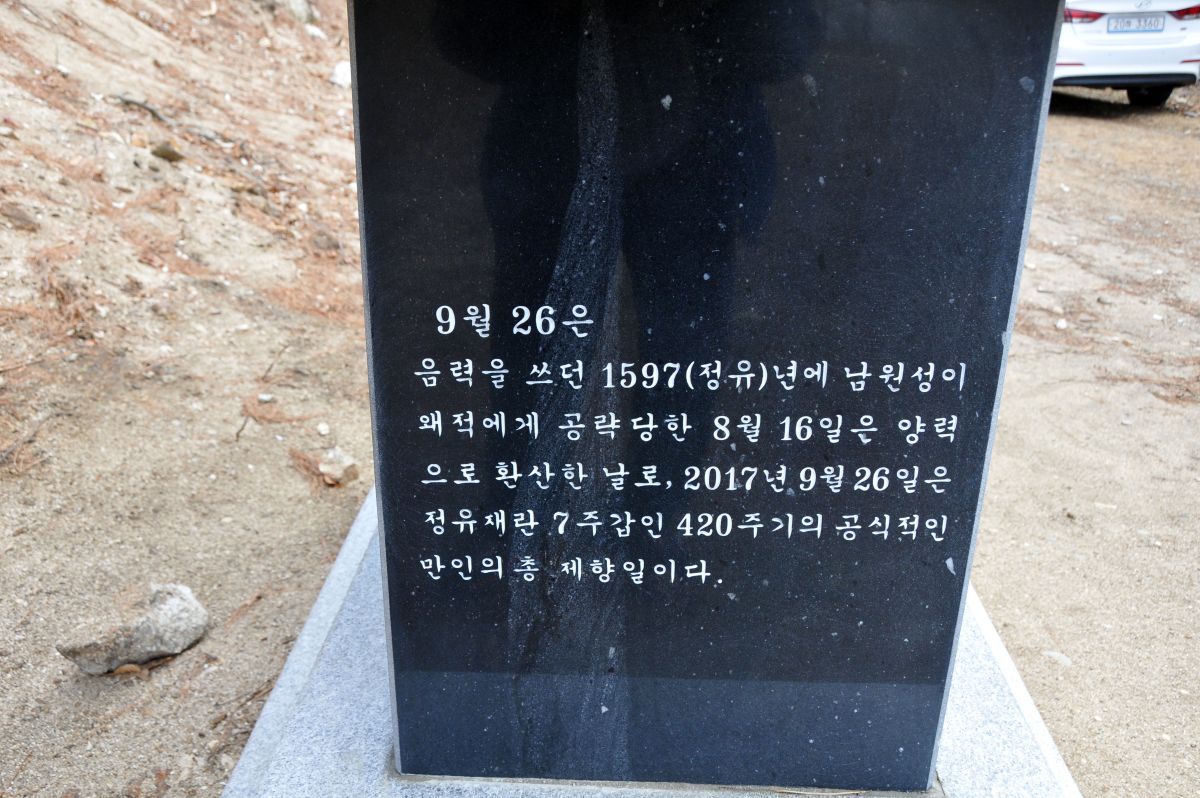 9월 26은
음력을 쓰던 1597(정유)년에 남원성이
왜적에게 공략당한 8월 16일은 양력
으로 환산한 날로, 2017년 9월 26일은
정유재란 7주갑인 420주기의 공식적인
만인의총 제향일이다.
3360